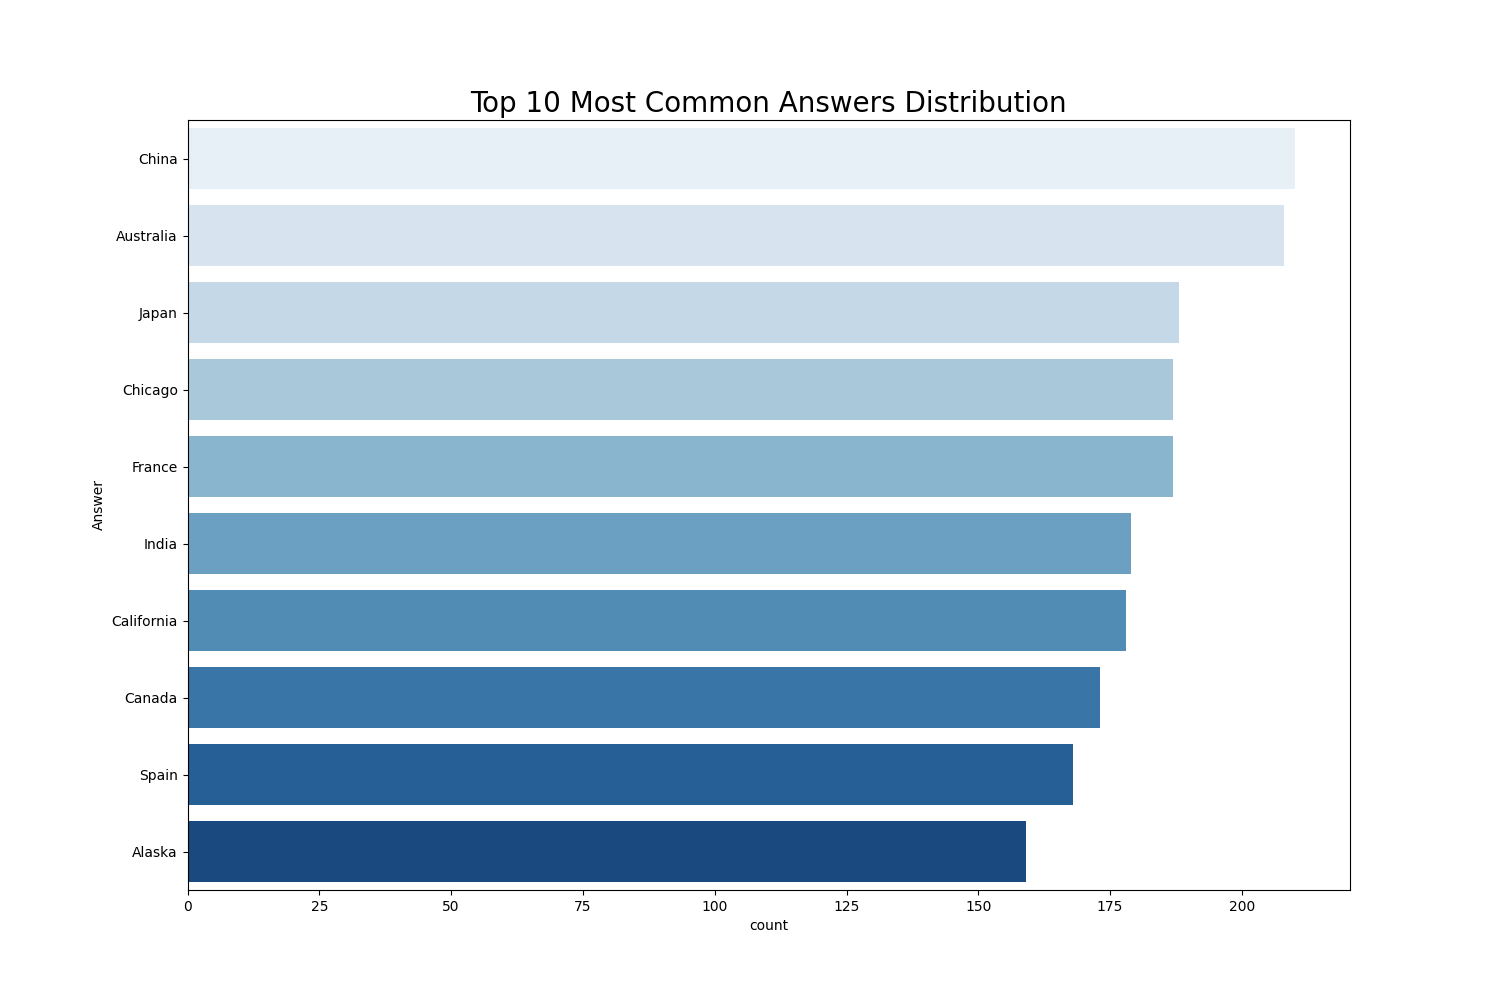 Top 10 Most Common Answers Distribution
China
Australia
Japan
Chicago
France
India
California
Canada
Spain
Alaska
Answer
0 25 50 75 100 125 150 175 200
count